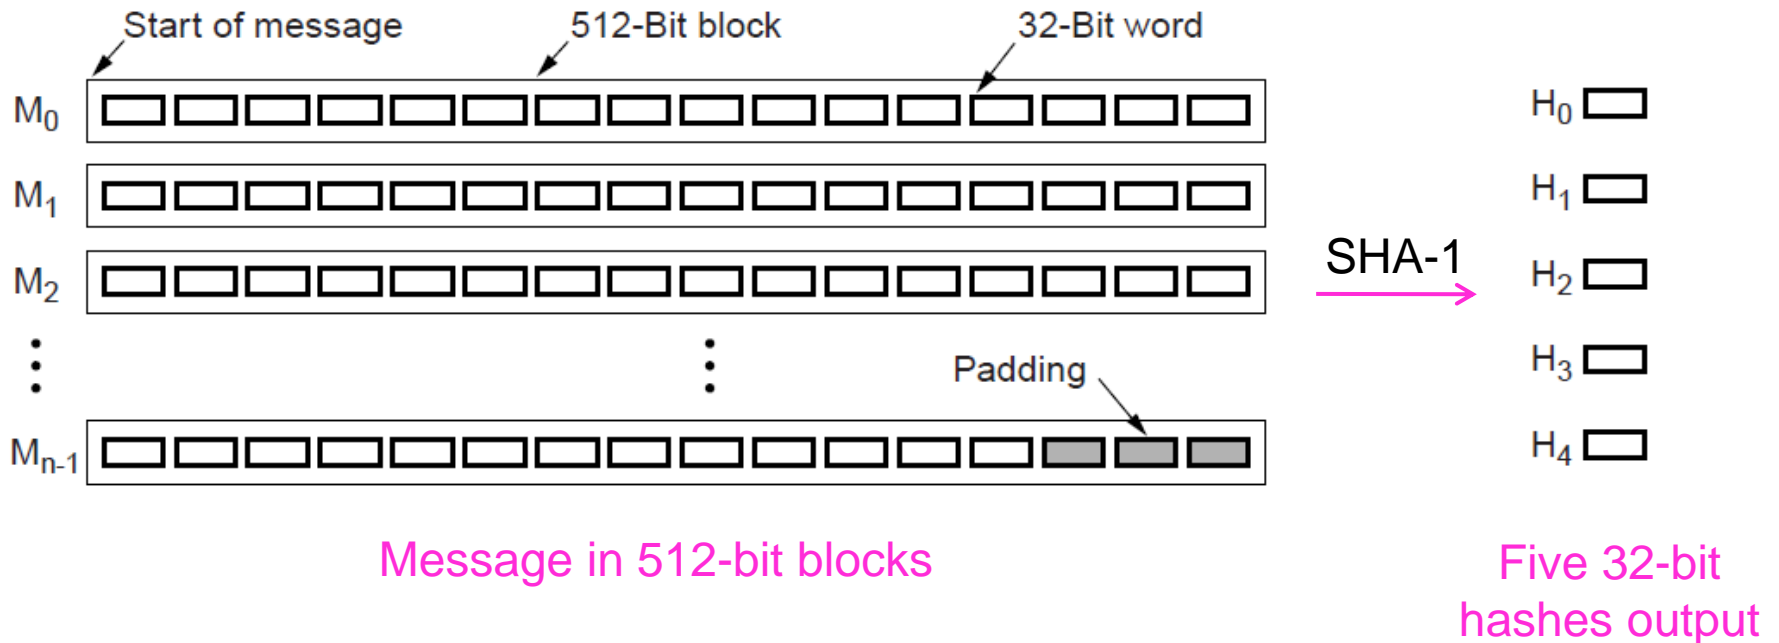 Start of message
512-Bit block
32-Bit word
M0
H0
M1
H1
M2
SHA-1
H2
Padding
H3
Mn-1
H4
Message in 512-bit blocks
Five 32-bit
hashes output